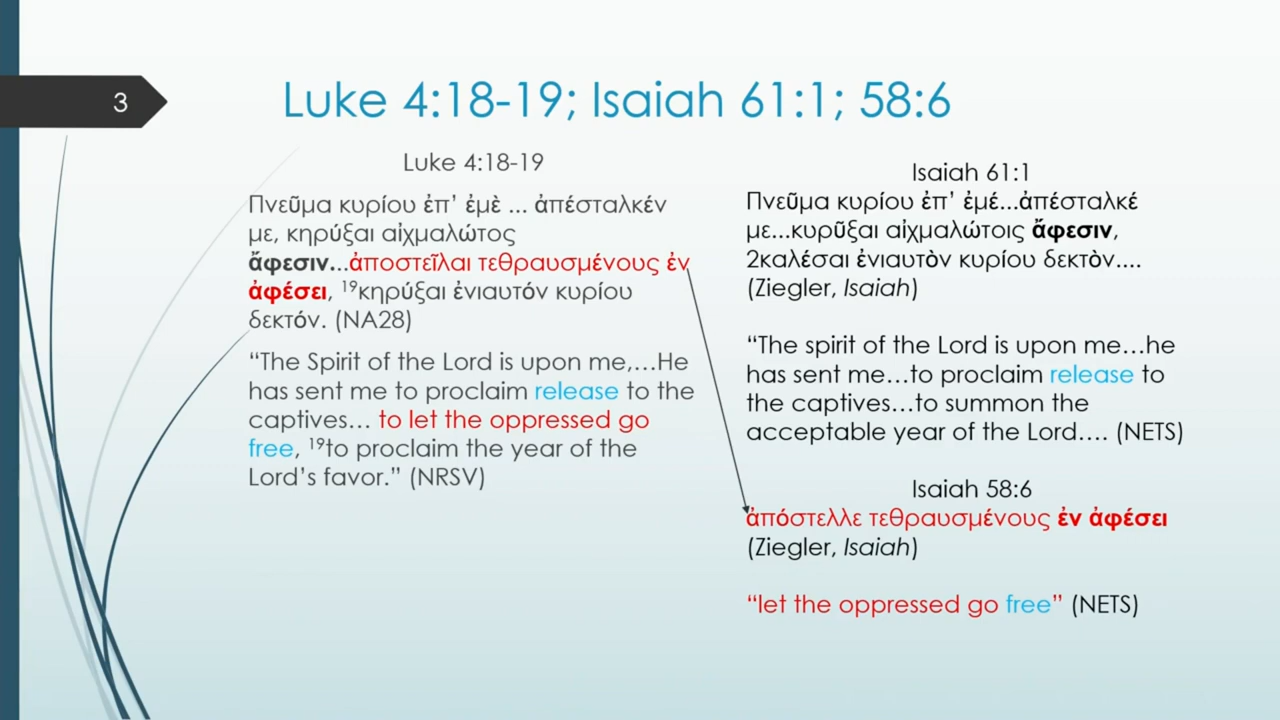 3
Luke 4:18-19; Isaiah 61:1; 58:6
Luke 4:18-19
Πνεῦμα κυρίου ἐπ’ ἐμὲ ... ἀπέσταλκέν
με, κηρύξαι αἰχμαλώτος
ἄφεσιν...ἀποστεῖλαι τεθραυσμένους ἐν
ἀφέσει, ¹⁹κηρύξαι ἐνιαυτόν κυρίου
δεκτόν. (NA28)
“The Spirit of the Lord is upon me,…He
has sent me to proclaim release to the
captives… to let the oppressed go
free, ¹⁹to proclaim the year of the
Lord’s favor.” (NRSV)
Isaiah 61:1
Πνεῦμα κυρίου ἐπ’ ἐμέ...ἀπέσταλκέ
με...κυρῦξαι αἰχμαλώτοις ἄφεσιν,
2καλέσαι ἐνιαυτὸν κυρίου δεκτὸν....
(Ziegler, Isaiah)
“The spirit of the Lord is upon me…he
has sent me…to proclaim release to
the captives…to summon the
acceptable year of the Lord…. (NETS)
Isaiah 58:6
ἀπόστελλε τεθραυσμένους ἐν ἀφέσει
(Ziegler, Isaiah)
“let the oppressed go free” (NETS)